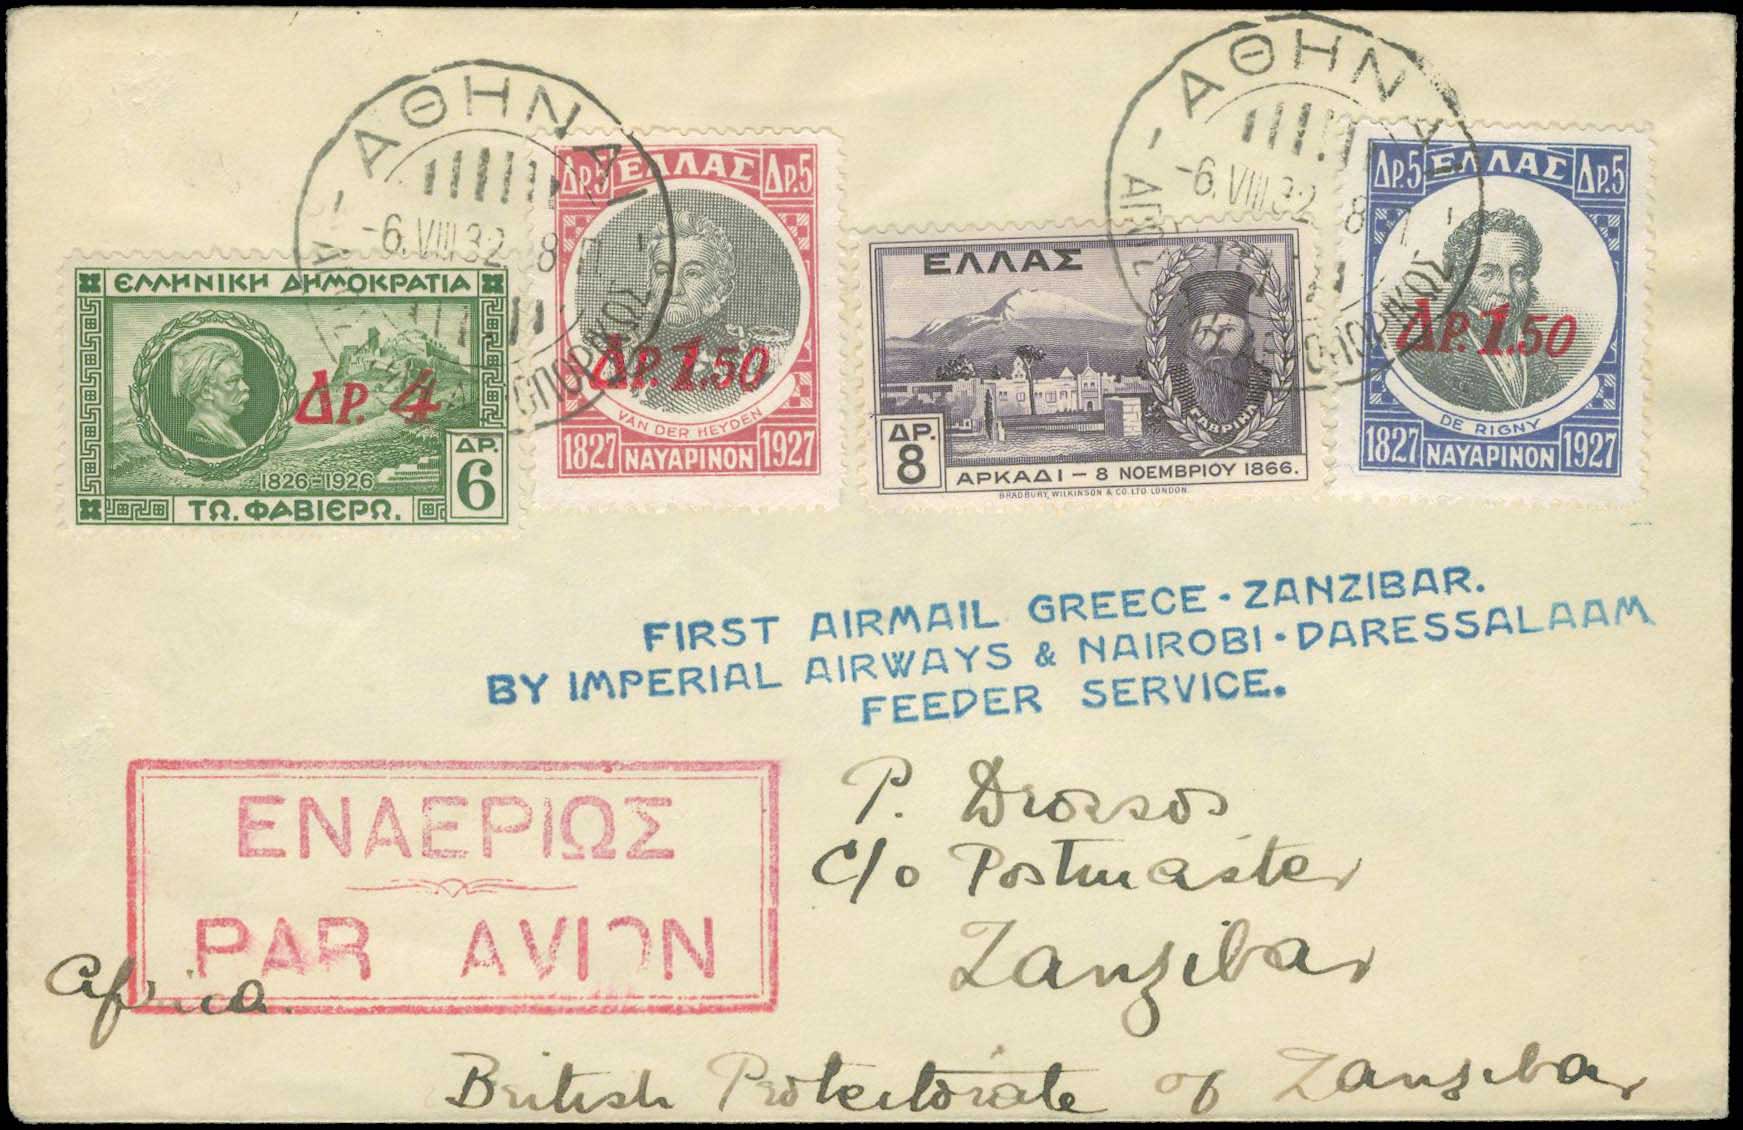 ΑΘΗΝΑΙ
-6.VIII.32
ΑΘΗΝΑΙ
-6.VIII.32
ΕΛΛΗΝΙΚΗ ΔΗΜΟΚΡΑΤΙΑ
ΔΡ. 4
1826-1926
ΔΡ.
6
ΤΩ. ΦΑΒΙΕΡΩ.
ΔΡ.5 ΕΛΛΑΣ ΔΡ.5
ΔΡ. 1.50
VAN DER HEYDEN
1827 ΝΑΥΑΡΙΝΟΝ 1927
ΕΛΛΑΣ
ΓΑΒΡΙΗΛ
ΔΡ.
8
ΑΡΚΑΔΙ – 8 ΝΟΕΜΒΡΙΟΥ 1866.
BRADBURY, WILKINSON & CO. LTD LONDON.
ΔΡ.5 ΕΛΛΑΣ ΔΡ.5
ΔΡ. 1.50
DE RIGNY
1827 ΝΑΥΑΡΙΝΟΝ 1927
FIRST AIRMAIL GREECE - ZANZIBAR.
BY IMPERIAL AIRWAYS & NAIROBI - DARESSALAAM
FEEDER SERVICE.
ΕΝΑΕΡΙΩΣ
PAR AVION
Africa.
P. Drossos
C/o Postmaster
Zanzibar
British Protectorate of Zanzibar